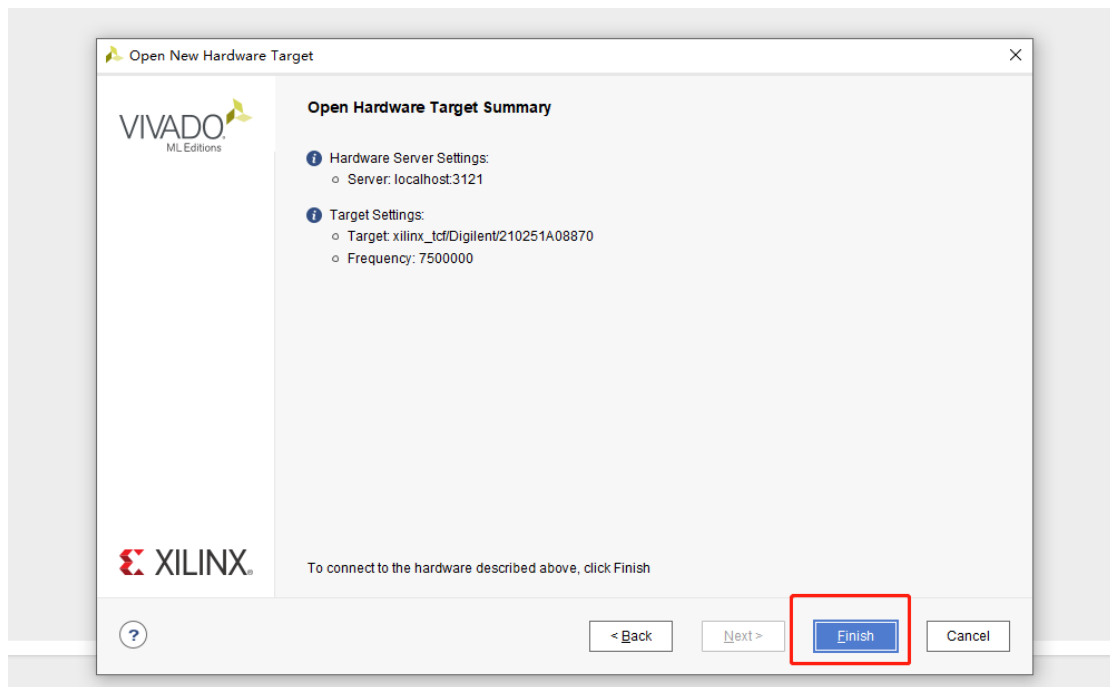 Open New Hardware Target
VIVADO.
ML Editions
Open Hardware Target Summary
Hardware Server Settings:
Server: localhost:3121
Target Settings:
Target: xilinx_tcf/Digilent/210251A08870
Frequency: 7500000
XILINX
To connect to the hardware described above, click Finish
?
< Back
Next >
Finish
Cancel